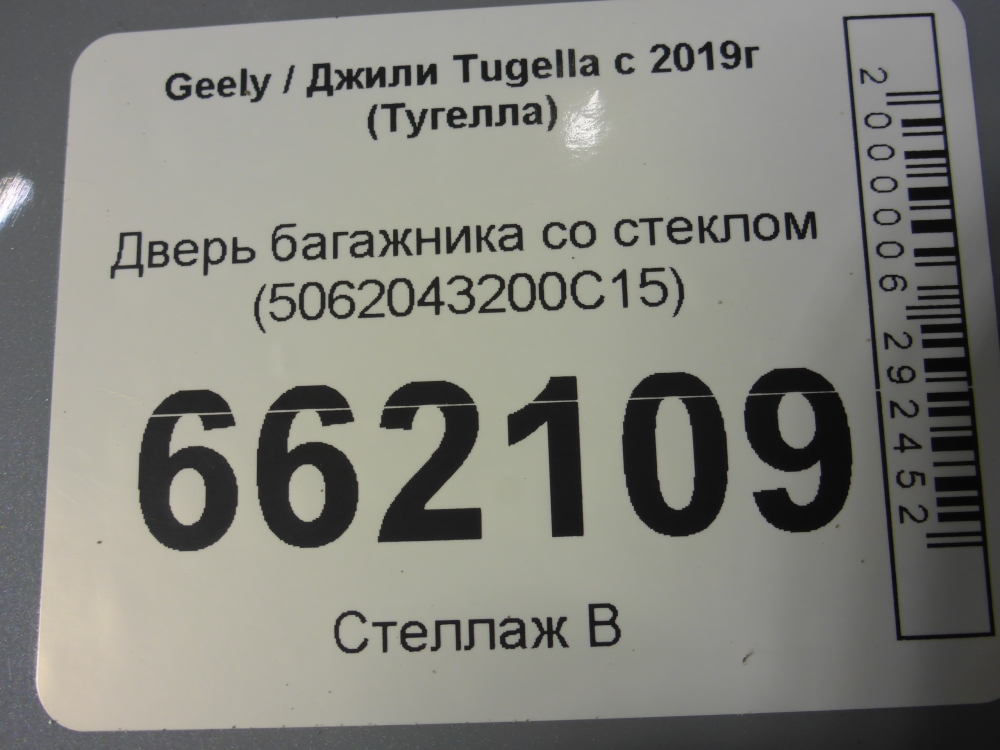 Geely / Джили Tugella с 2019г
(Тугелла)
Дверь багажника со стеклом
(5062043200C15)
662109
Стеллаж В
2000006292452